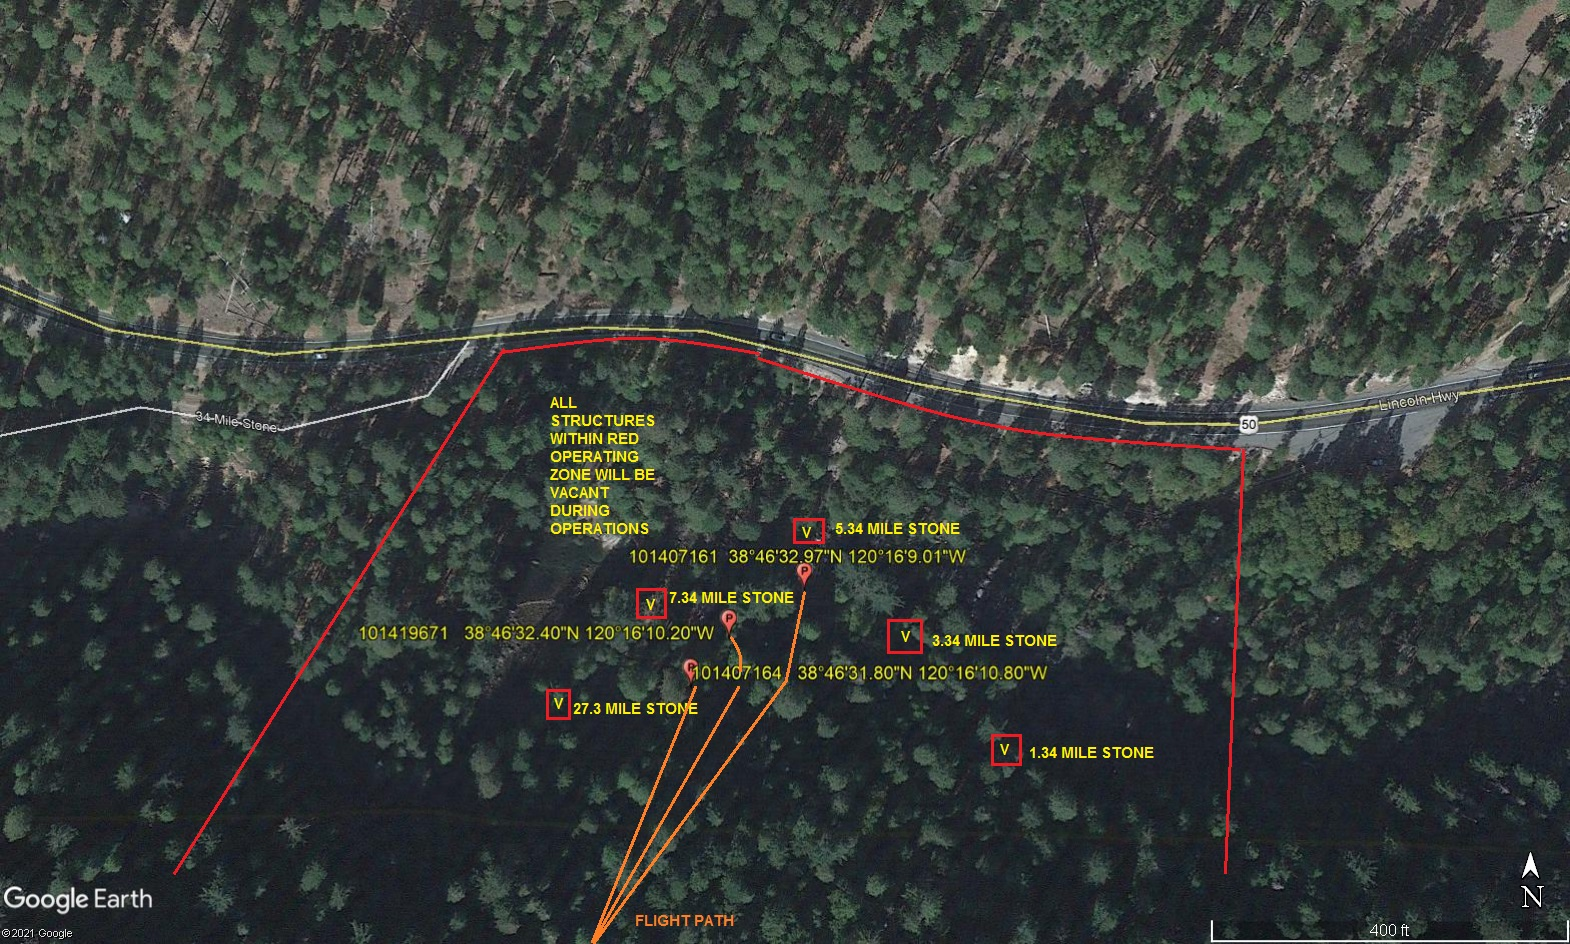 34 Mile Stone
Lincoln Hwy
50
ALL
STRUCTURES
WITHIN RED
OPERATING
ZONE WILL BE
VACANT
DURING
OPERATIONS
V 5.34 MILE STONE
101407161 38°46'32.97"N 120°16'9.01"W
P
V 7.34 MILE STONE
P
101419671 38°46'32.40"N 120°16'10.20"W
V 3.34 MILE STONE
P
101407164 38°46'31.80"N 120°16'10.80"W
V 27.3 MILE STONE
V 1.34 MILE STONE
FLIGHT PATH
Google Earth
©2021 Google
N
400 ft